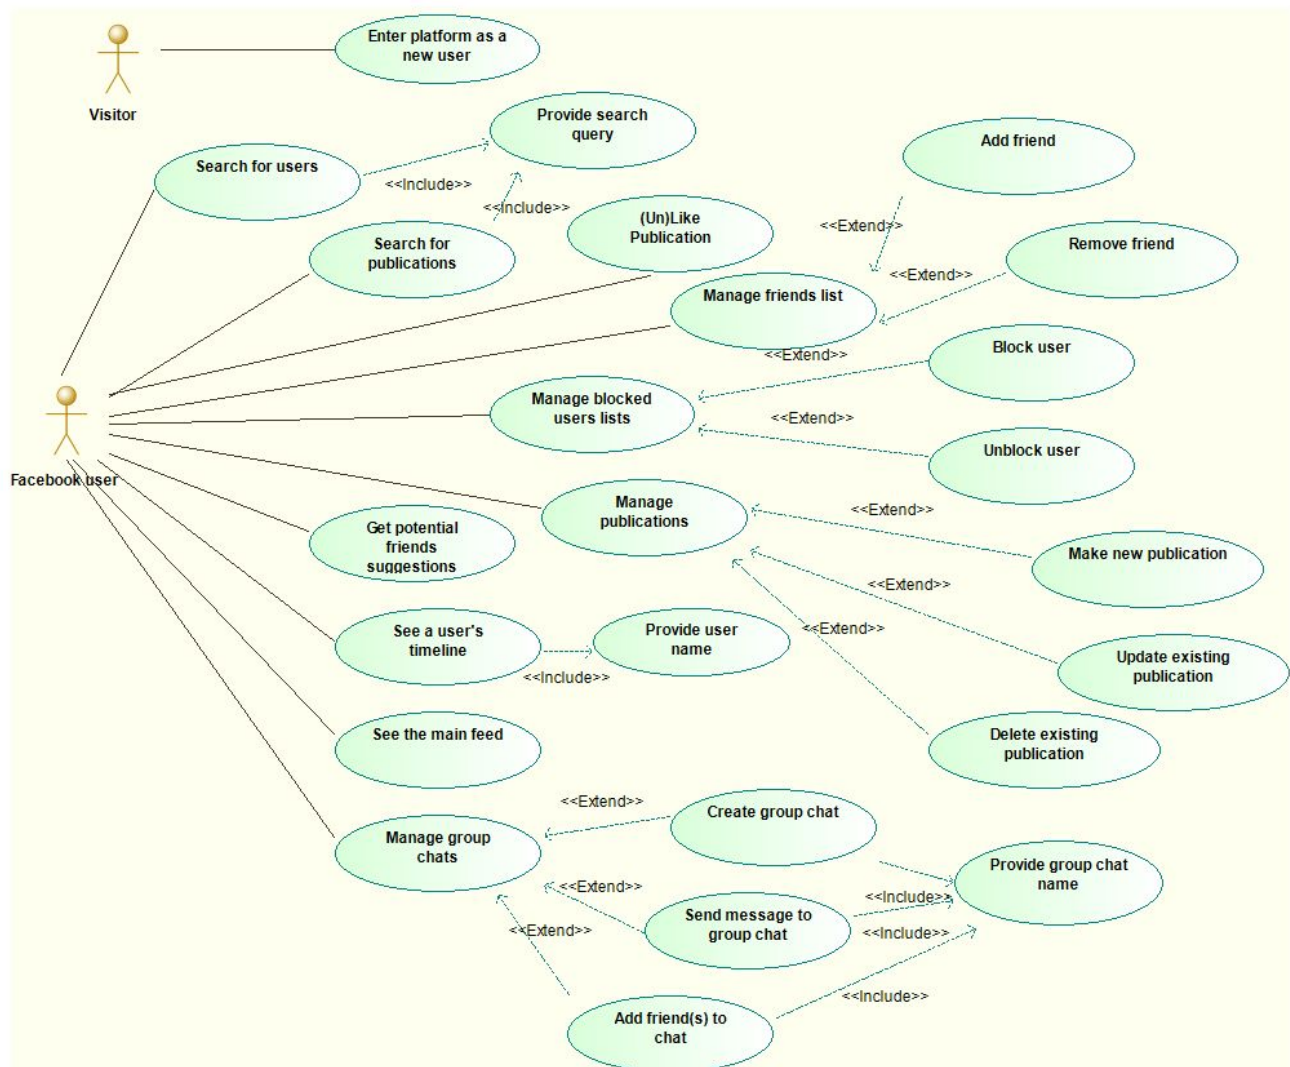 Enter platform as a
new user
Visitor
Provide search
query
Add friend
Search for users
<<Include>>
<<Include>>
(Un)Like
Publication
<<Extend>>
Search for
publications
Remove friend
<<Extend>>
Manage friends list
<<Extend>>
Block user
Manage blocked
users lists
<<Extend>>
Unblock user
Facebook user
Manage
publications
<<Extend>>
Get potential
friends
suggestions
Make new publication
<<Extend>>
See a user's
timeline
Provide user
name
<<Extend>>
<<Include>>
Update existing
publication
See the main feed
Delete existing
publication
<<Extend>>
Create group chat
Manage group
chats
Provide group chat
name
<<Extend>>
<<Include>>
Send message to
group chat
<<Extend>>
<<Include>>
<<Include>>
Add friend(s) to
chat